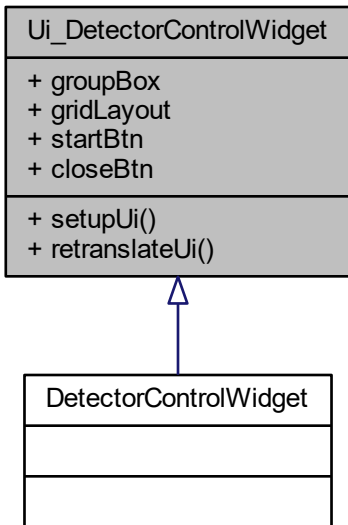 Ui_DetectorControlWidget
+ groupBox
+ gridLayout
+ startBtn
+ closeBtn
+ setupUi()
+ retranslateUi()
DetectorControlWidget